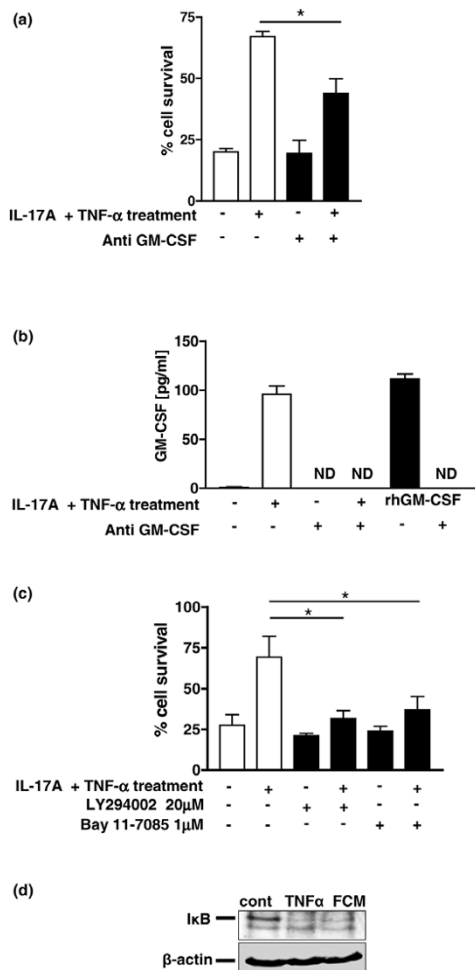 (a)
75
50
25
0
% cell survival
*
IL-17A + TNF-α treatment - + - +
Anti GM-CSF - - + +
(b)
150
100
50
0
GM-CSF [pg/ml]
ND ND ND
rhGM-CSF
IL-17A + TNF-α treatment - + - +
Anti GM-CSF - - + + - +
(c)
100
75
50
25
0
% cell survival
*
*
IL-17A + TNF-α treatment - + - + - +
LY294002 20μM - - + + - -
Bay 11-7085 1μM - - - - + +
(d)
cont TNFα FCM
IκB
β-actin